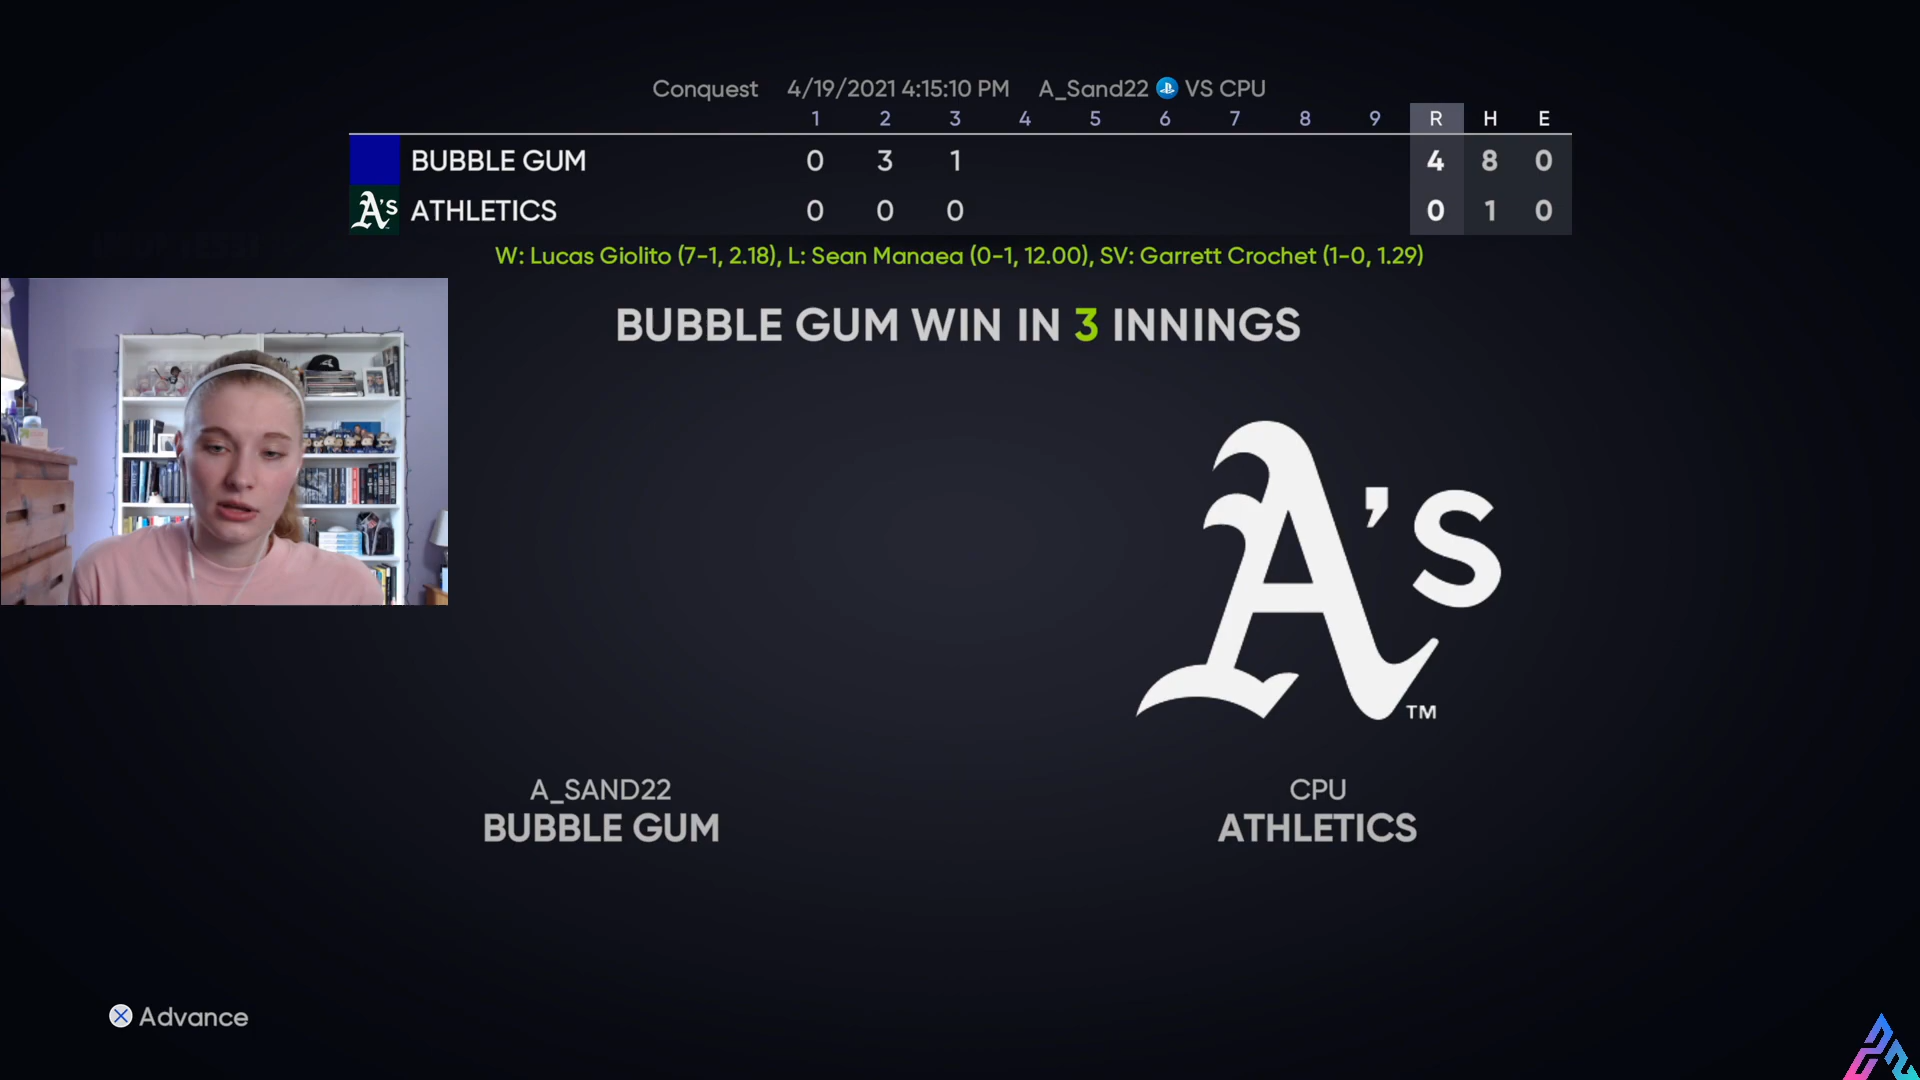 Conquest 4/19/2021 4:15:10 PM A_Sand22 VS CPU
1 2 3 4 5 6 7 8 9 R H E
BUBBLE GUM 0 3 1 4 8 0
A's ATHLETICS 0 0 0 0 1 0
W: Lucas Giolito (7-1, 2.18), L: Sean Manaea (0-1, 12.00), SV: Garrett Crochet (1-0, 1.29)
BUBBLE GUM WIN IN 3 INNINGS
A's
TM
A_SAND22
BUBBLE GUM
CPU
ATHLETICS
Advance